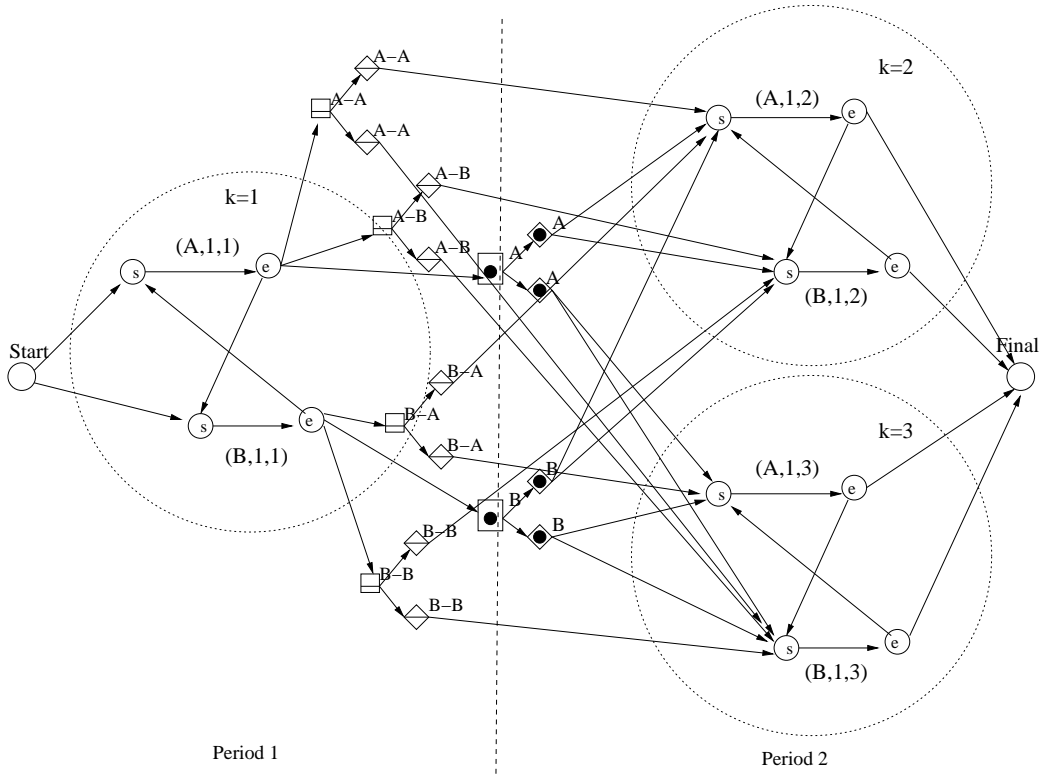 A−A
k=2
A−A
(A,1,2)
s
e
A−A
A−B
k=1
A−B
A
(A,1,1)
A−B
A
s
e
s
e
(B,1,2)
A
Start
Final
B−A
B−A
s
e
k=3
(B,1,1)
B−A
B
(A,1,3)
s
e
B
B
B−B
B−B
B−B
s
e
(B,1,3)
Period 1
Period 2